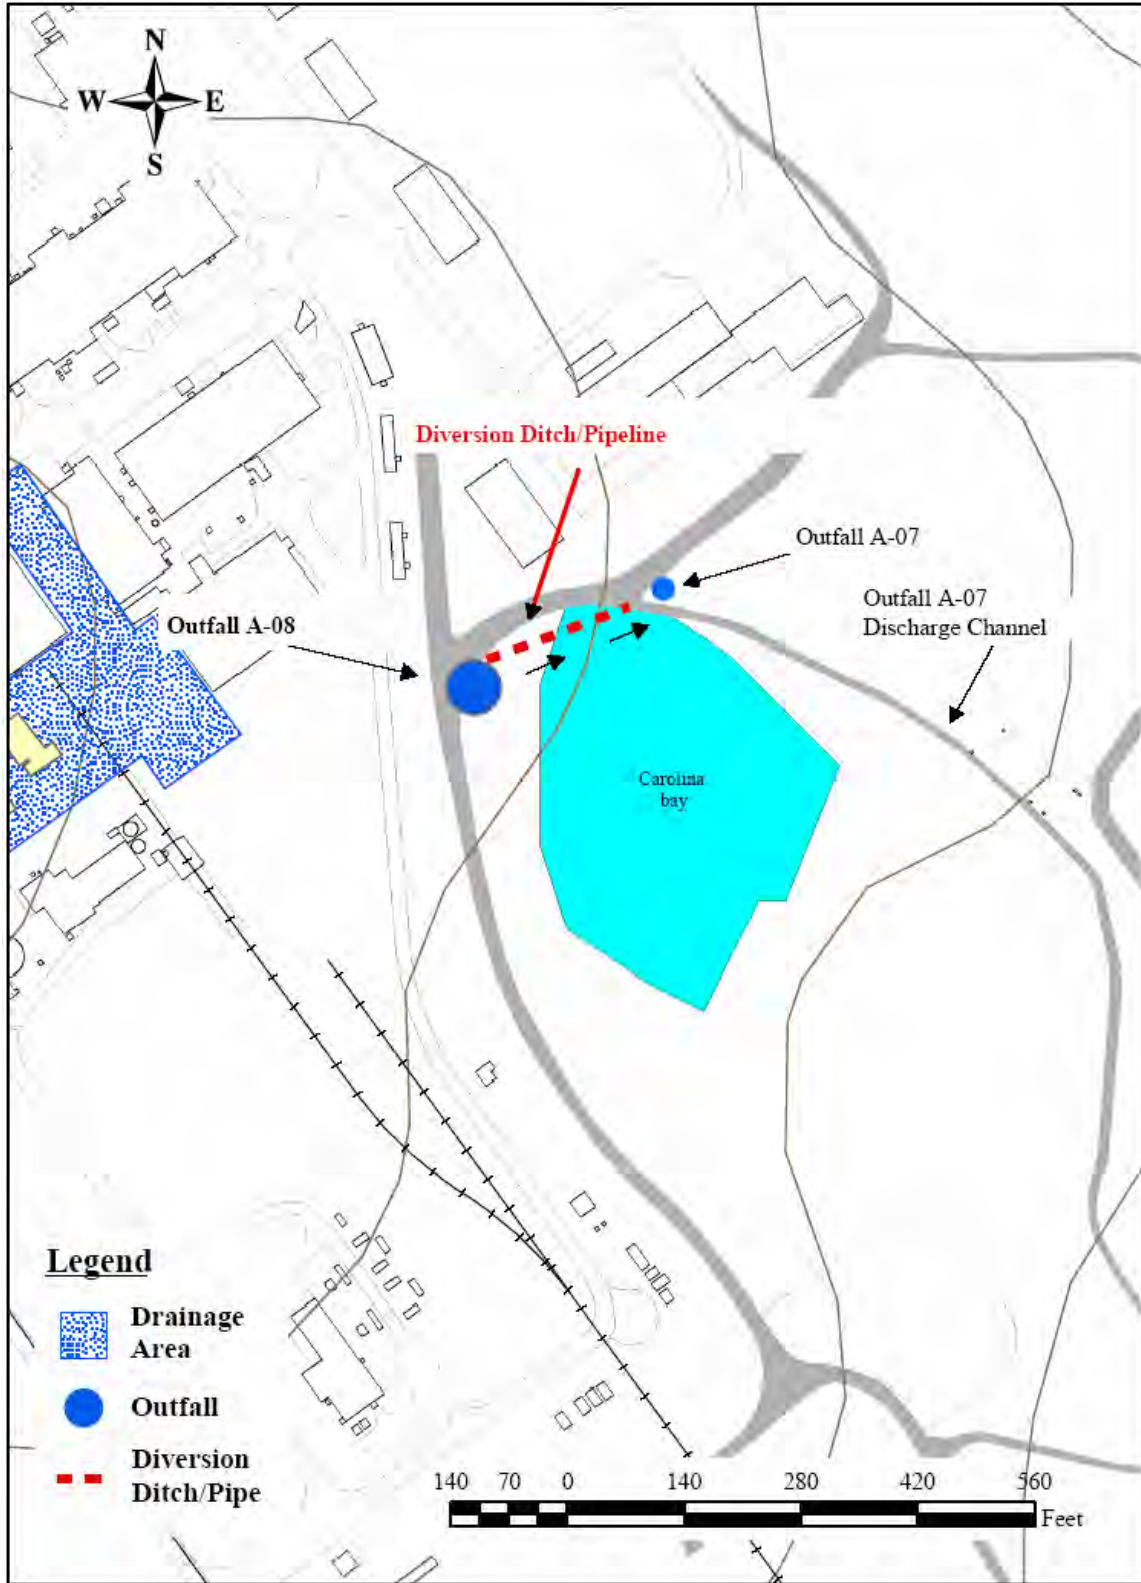 N
W E
S
Diversion Ditch/Pipeline
Outfall A-07
Outfall A-07
Discharge Channel
Outfall A-08
Carolina
bay
Legend
Drainage
Area
Outfall
Diversion
Ditch/Pipe
140 70 0 140 280 420 560
Feet